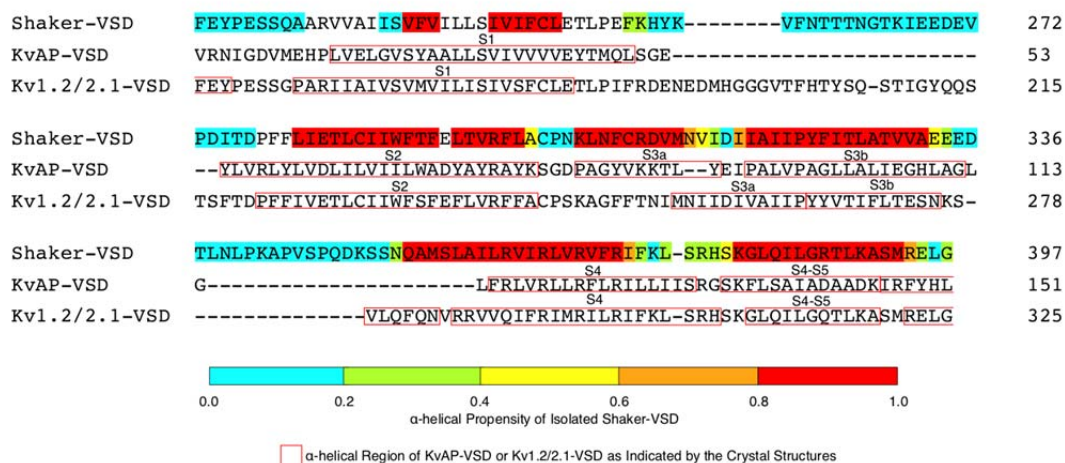 Shaker-VSD FEYPESSQAARVVAIISVFVILLSIVIFCLETLPEFKHYK--------VFNTTTNGTKIEEDEV 272
KvAP-VSD VRNIGDVMEHPLVELGVSYAALLSVIVVVVEYTMQLSGE 53
S1
Kv1.2/2.1-VSD FEYPESSGPARIIAIVSVMVILISIVSFCLETLPIFRDENEDMHGGGVTFHTYSQ-STIGYQQS 215
S1
Shaker-VSD PDITDPFFLIETLCIIWFTFELTVRFLACPNKLNFCRDVMNVIDIIAIIPYFITLATVVAEEED 336
KvAP-VSD --YLVRLYLVDLILVIILWADYAYRAYKSGDPAGYVKKTL--YEIPALVPAGLLALIEGHLAGL 113
S2 S3a S3b
Kv1.2/2.1-VSD TSFTDPFFIVETLCIIWFSFEFLVRFFACPSKAGFFTNIMNIIDIVAIIPYYVTIFLTESNKS- 278
S2 S3a S3b
Shaker-VSD TLNLPKAPVSPQDKSSNQAMSLAILRVIRLVRVFRIFKL-SRHSKGLQILGRTLKASMRELG 397
KvAP-VSD G----------------------LFRLVRLLRFLRILLIISRGSKFLSAIADAADKIRFYHL 151
S4 S4-S5
Kv1.2/2.1-VSD --------------VLQFQNVRRVVQIFRIMRILRIFKL-SRHSKGLQILGQTLKASMRELG 325
S4 S4-S5
0.0 0.2 0.4 0.6 0.8 1.0
α-helical Propensity of Isolated Shaker-VSD
α-helical Region of KvAP-VSD or Kv1.2/2.1-VSD as Indicated by the Crystal Structures